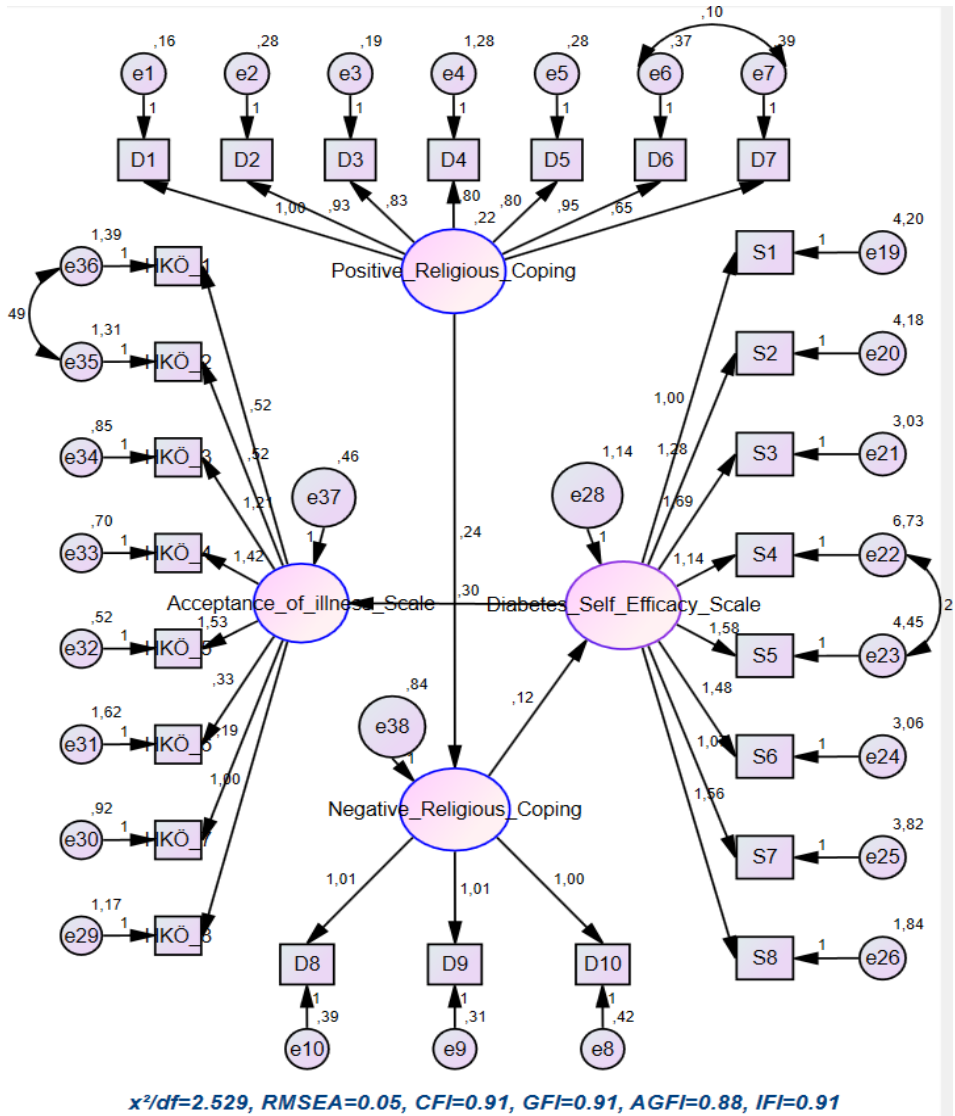 ,10
,16 ,28 ,19 1,28 ,28 ,37 ,39
e1 e2 e3 e4 e5 e6 e7
1 1 1 1 1 1 1
D1 D2 D3 D4 D5 D6 D7
1,00 ,93 ,83 ,80 ,80 ,95 ,65
,22
Positive_Religious_Coping
1,39
e36 1 HKÖ_1
49
1,31
e35 1 HKÖ_2
,85
e34 1 HKÖ_3
,70
e33 1 HKÖ_4
,52
e32 1 HKÖ_5
1,62
e31 1 HKÖ_6
,92
e30 1 HKÖ_7
1,17
e29 1 HKÖ_8
,52
,52
1,21
1,42
1,53
,33
,19
1,00
,46
e37
1
Acceptance_of_illness_Scale
,24
,30
1,14
e28
1
Diabetes_Self_Efficacy_Scale
4,20
S1 1 e19
4,18
S2 1 e20
3,03
S3 1 e21
6,73
S4 1 e22
2
4,45
S5 1 e23
3,06
S6 1 e24
3,82
S7 1 e25
1,84
S8 1 e26
1,00
1,28
1,69
1,14
1,58
1,48
1,56
,12
,84
e38
1
Negative_Religious_Coping
1,01 1,01 1,00
D8 D9 D10
1 1 1
,39 ,31 ,42
e10 e9 e8
x²/df=2.529, RMSEA=0.05, CFI=0.91, GFI=0.91, AGFI=0.88, IFI=0.91